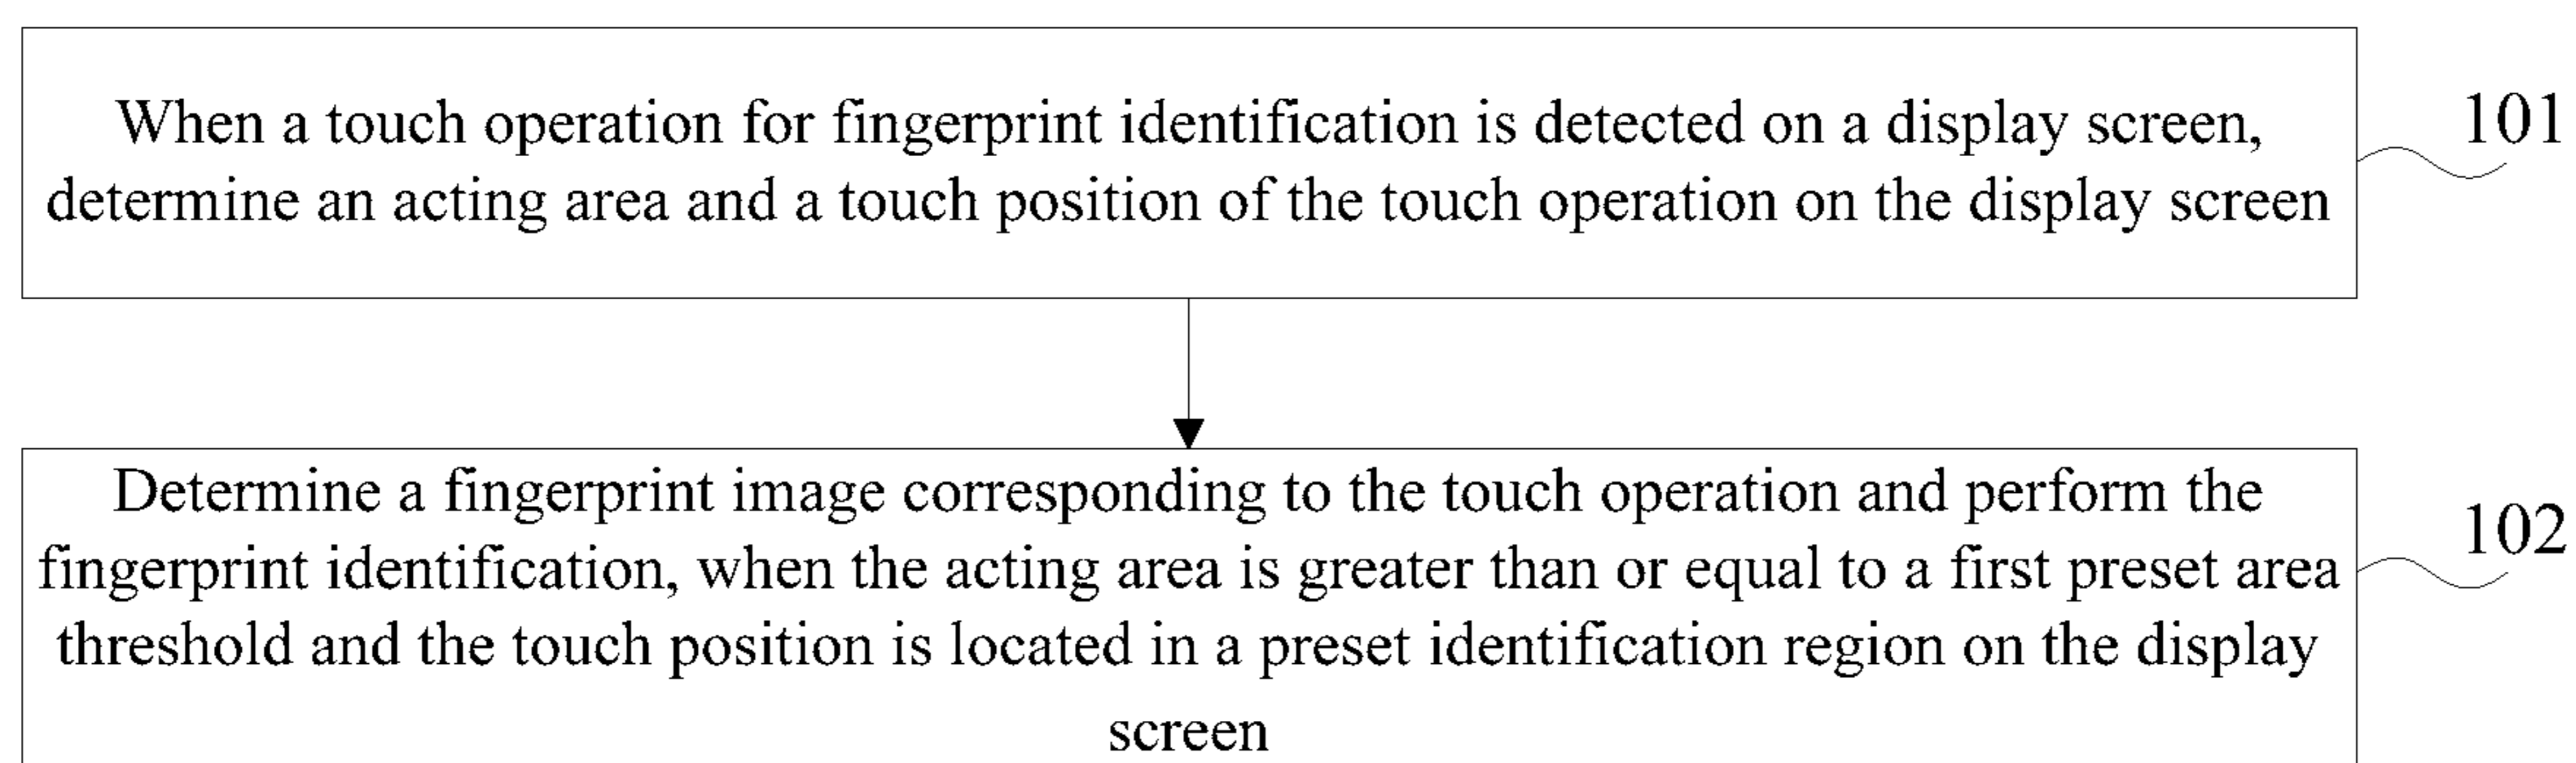 When a touch operation for fingerprint identification is detected on a display screen,
determine an acting area and a touch position of the touch operation on the display screen
101
Determine a fingerprint image corresponding to the touch operation and perform the
fingerprint identification, when the acting area is greater than or equal to a first preset area
threshold and the touch position is located in a preset identification region on the display
screen
102